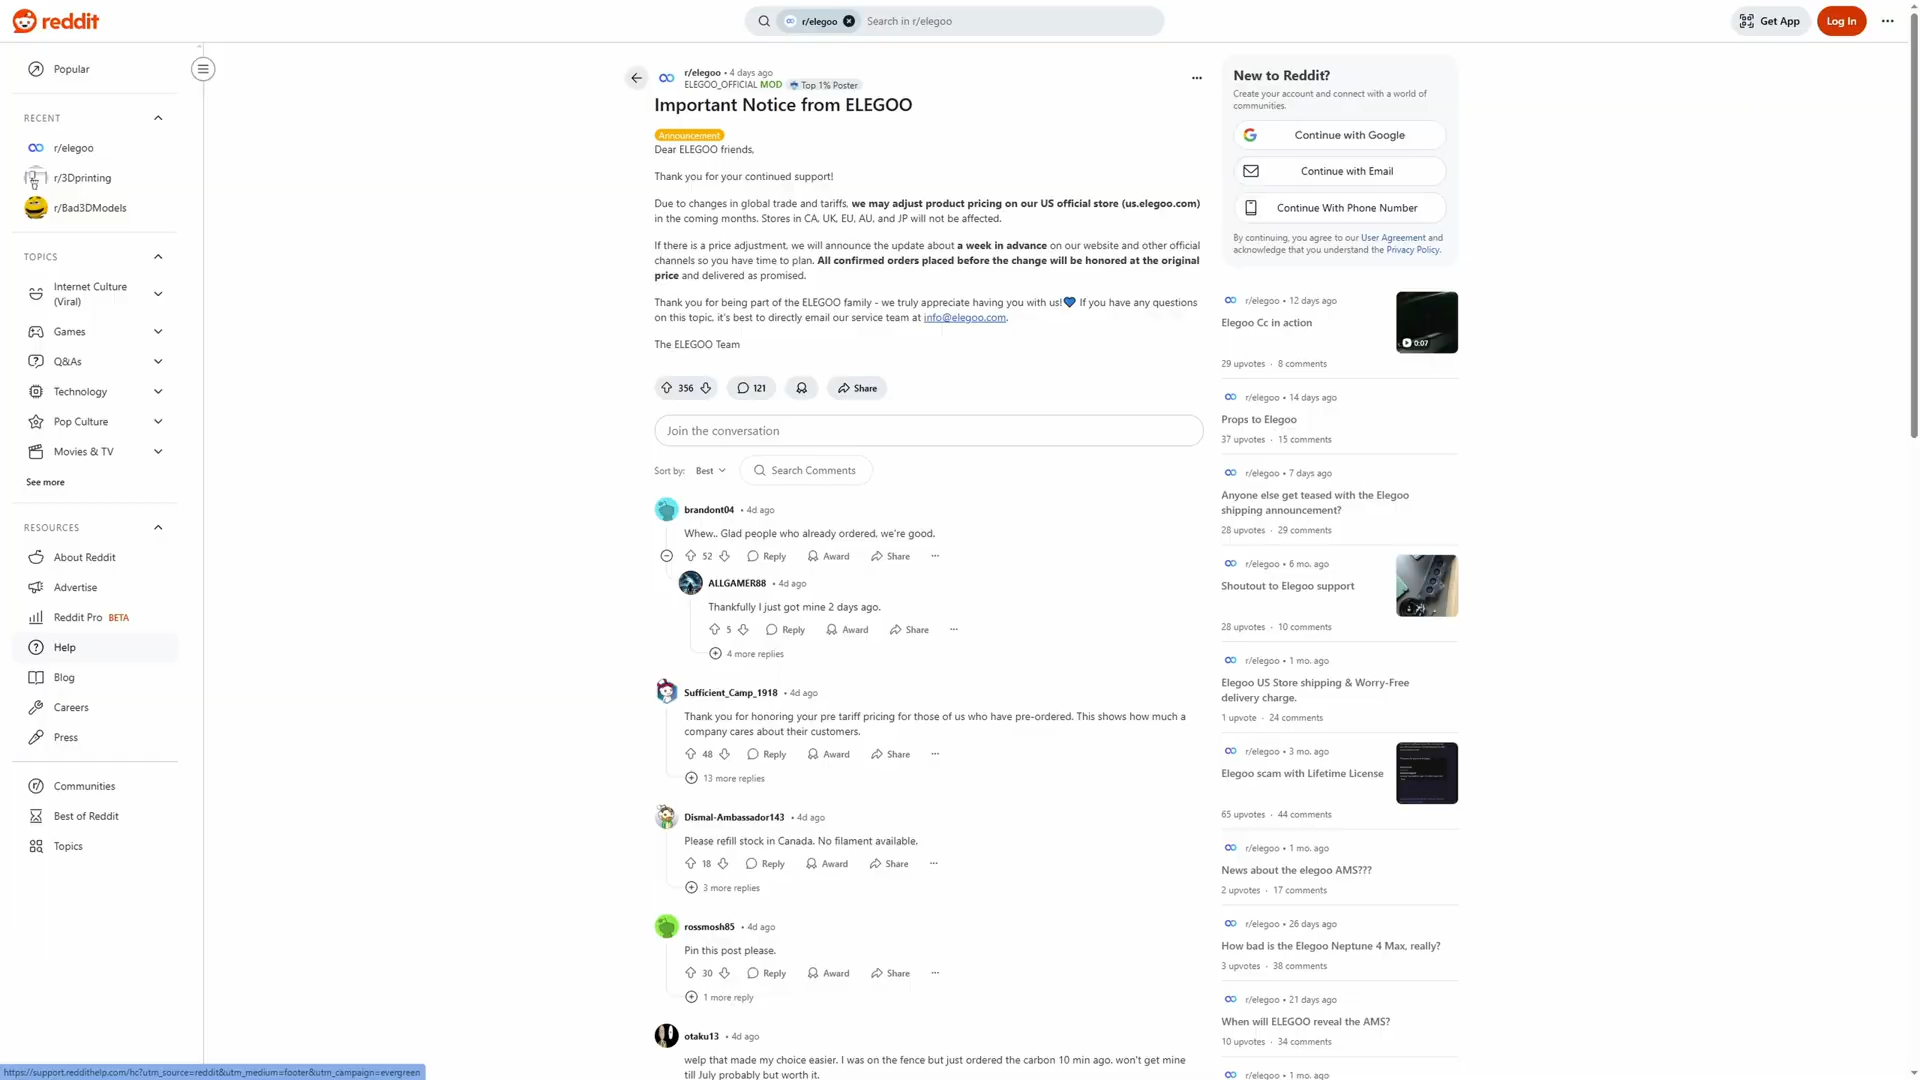 reddit
r/elegoo
Search in r/elegoo
Get App
Log In
Popular
RECENT
r/elegoo
r/3Dprinting
r/Bad3DModels
TOPICS
Internet Culture
(Viral)
Games
Q&As
Technology
Pop Culture
Movies & TV
See more
RESOURCES
About Reddit
Advertise
Reddit Pro BETA
Help
Blog
Careers
Press
Communities
Best of Reddit
Topics
r/elegoo • 4 days ago
ELEGOO_OFFICIAL MOD Top 1% Poster
Important Notice from ELEGOO
Announcement
Dear ELEGOO friends,
Thank you for your continued support!
Due to changes in global trade and tariffs, we may adjust product pricing on our US official store (us.elegoo.com)
in the coming months. Stores in CA, UK, EU, AU, and JP will not be affected.
If there is a price adjustment, we will announce the update about a week in advance on our website and other official
channels so you have time to plan. All confirmed orders placed before the change will be honored at the original
price and delivered as promised.
Thank you for being part of the ELEGOO family - we truly appreciate having you with us!💙 If you have any questions
on this topic, it's best to directly email our service team at info@elegoo.com.
The ELEGOO Team
356
121
Share
Join the conversation
Sort by: Best
Search Comments
brandont04 • 4d ago
Whew.. Glad people who already ordered, we're good.
52 Reply Award Share
ALLGAMER88 • 4d ago
Thankfully I just got mine 2 days ago.
5 Reply Award Share
4 more replies
Sufficient_Camp_1918 • 4d ago
Thank you for honoring your pre tariff pricing for those of us who have pre-ordered. This shows how much a
company cares about their customers.
48 Reply Award Share
13 more replies
Dismal-Ambassador143 • 4d ago
Please refill stock in Canada. No filament available.
18 Reply Award Share
3 more replies
rossmosh85 • 4d ago
Pin this post please.
30 Reply Award Share
1 more reply
otaku13 • 4d ago
welp that made my choice easier. I was on the fence but just ordered the carbon 10 min ago. won't get mine
till July probably but worth it.
New to Reddit?
Create your account and connect with a world of
communities.
Continue with Google
Continue with Email
Continue With Phone Number
By continuing, you agree to our User Agreement and
acknowledge that you understand the Privacy Policy.
r/elegoo • 12 days ago
Elegoo Cc in action
0:07
29 upvotes · 8 comments
r/elegoo • 14 days ago
Props to Elegoo
37 upvotes · 15 comments
r/elegoo • 7 days ago
Anyone else get teased with the Elegoo
shipping announcement?
28 upvotes · 29 comments
r/elegoo • 6 mo. ago
Shoutout to Elegoo support
28 upvotes · 10 comments
r/elegoo • 1 mo. ago
Elegoo US Store shipping & Worry-Free
delivery charge.
1 upvote · 24 comments
r/elegoo • 3 mo. ago
Elegoo scam with Lifetime License
65 upvotes · 44 comments
r/elegoo • 1 mo. ago
News about the elegoo AMS???
2 upvotes · 17 comments
r/elegoo • 26 days ago
How bad is the Elegoo Neptune 4 Max, really?
3 upvotes · 38 comments
r/elegoo • 21 days ago
When will ELEGOO reveal the AMS?
10 upvotes · 34 comments
r/elegoo • 1 mo. ago
https://support.reddithelp.com/hc?utm_source=reddit&utm_medium=footer&utm_campaign=evergreen